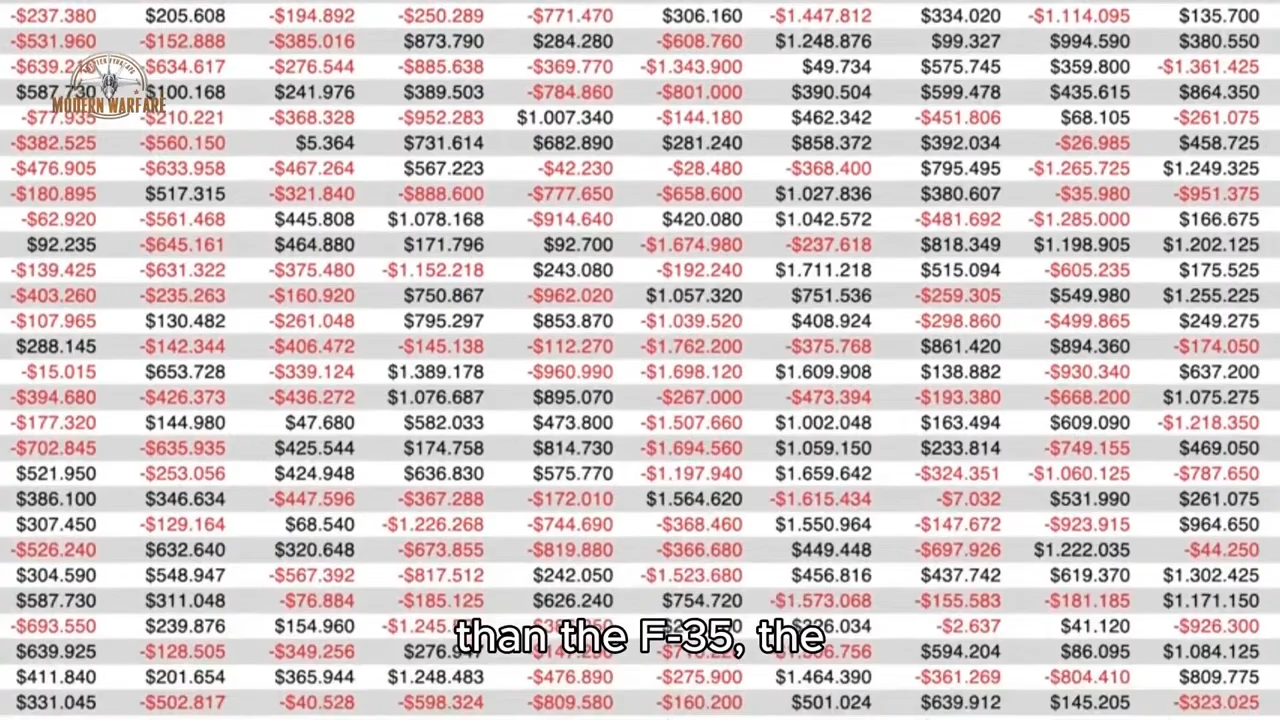 -$237.380 $205.608 -$194.892 -$250.289 -$771.470 $306.160 -$1.447.812 $334.020 -$1.114.095 $135.700
-$531.960 -$152.888 -$385.016 $873.790 $284.280 -$608.760 $1.248.876 $99.327 $994.590 $380.550
$634.617 -$276.544 -$885.638 -$369.770 -$1.343.900 $49.734 $575.745 $359.800 -$1.361.425
MODERN WARFARE
$587.730 $100.168 $241.976 $389.503 -$784.860 -$801.000 $390.504 $599.478 $435.615 $864.350
-$77.935 -$210.221 -$368.328 -$952.283 $1.007.340 -$144.180 $462.342 -$451.806 $68.105 -$261.075
-$382.525 -$560.150 $5.364 $731.614 $682.890 $281.240 $858.372 $392.034 -$26.985 $458.725
-$476.905 -$633.958 -$467.264 $567.223 -$42.230 -$28.480 -$368.400 $795.495 -$1.265.725 $1.249.325
-$180.895 $517.315 -$321.840 -$888.600 -$777.650 -$658.600 $1.027.836 $380.607 -$35.980 -$951.375
-$62.920 -$561.468 $445.808 $1.078.168 -$914.640 $420.080 $1.042.572 -$481.692 -$1.285.000 $166.675
$92.235 -$645.161 $464.880 $171.796 $92.700 -$1.674.980 -$237.618 $818.349 $1.198.905 $1.202.125
-$139.425 -$631.322 -$375.480 -$1.152.218 $243.080 -$192.240 $1.711.218 $515.094 -$605.235 $175.525
-$403.260 -$235.263 -$160.920 $750.867 -$962.020 $1.057.320 $751.536 -$259.305 $549.980 $1.255.225
-$107.965 $130.482 -$261.048 $795.297 $853.870 -$1.039.520 $408.924 -$298.860 -$499.865 $249.275
$288.145 -$142.344 -$406.472 -$145.138 -$112.270 -$1.762.200 -$375.768 $861.420 $894.360 -$174.050
-$15.015 $653.728 -$339.124 $1.389.178 -$960.990 -$1.698.120 $1.609.908 $138.882 -$930.340 $637.200
-$394.680 -$426.373 -$436.272 $1.076.687 $895.070 -$267.000 -$473.394 -$193.380 -$668.200 $1.075.275
-$177.320 $144.980 $47.680 $582.033 $473.800 -$1.507.660 $1.002.048 $163.494 $609.090 -$1.218.350
-$702.845 -$635.935 $425.544 $174.758 $814.730 -$1.694.560 $1.059.150 $233.814 -$749.155 $469.050
$521.950 -$253.056 $424.948 $636.830 $575.770 -$1.197.940 $1.659.642 -$324.351 -$1.060.125 -$787.650
$386.100 $346.634 -$447.596 -$367.288 -$172.010 $1.564.620 -$1.615.434 -$7.032 $531.990 $261.075
$307.450 -$129.164 $68.540 -$1.226.268 -$744.690 -$368.460 $1.550.964 -$147.672 -$923.915 $964.650
-$526.240 $632.640 $320.648 -$673.855 -$819.880 -$366.680 $449.448 -$697.926 $1.222.035 -$44.250
$304.590 $548.947 -$567.392 -$817.512 $242.050 -$1.523.680 $456.816 $437.742 $619.370 $1.302.425
$587.730 $311.048 -$76.884 -$185.125 $626.240 $754.720 -$1.573.068 -$155.583 -$181.185 $1.171.150
-$693.550 $239.876 $154.960 -$2.637 $41.120 -$926.300
than the F-35, the
$639.925 -$128.505 -$349.256 $594.204 $86.095 $1.084.125
$411.840 $201.654 $365.944 $1.248.483 -$476.890 -$275.900 $1.464.390 -$361.269 -$804.410 $809.775
$331.045 -$502.817 -$40.528 -$598.324 -$809.580 -$160.200 $501.024 $639.912 $145.205 -$323.025